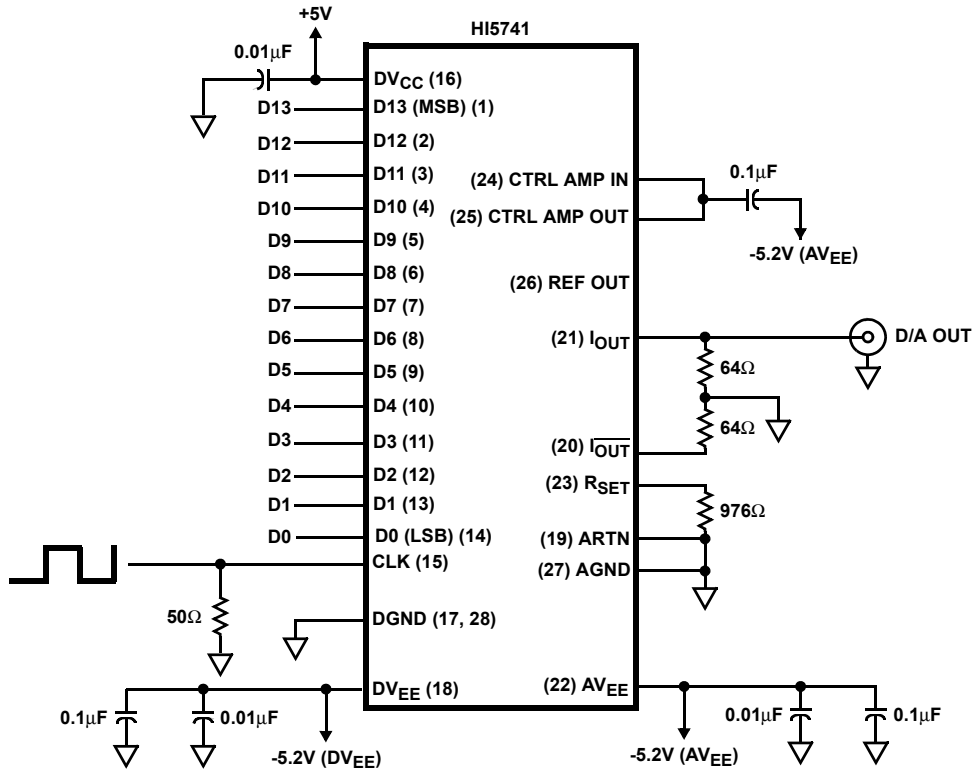 +5V
HI5741
0.01μF
DVCC (16)
D13
D13 (MSB) (1)
D12
D12 (2)
D11
D11 (3)
D10
D10 (4)
D9
D9 (5)
D8
D8 (6)
D7
D7 (7)
D6
D6 (8)
D5
D5 (9)
D4
D4 (10)
D3
D3 (11)
D2
D2 (12)
D1
D1 (13)
D0
D0 (LSB) (14)
CLK (15)
50Ω
DGND (17, 28)
DVEE (18)
0.1μF
0.01μF
-5.2V (DVEE)
(24) CTRL AMP IN
(25) CTRL AMP OUT
0.1μF
-5.2V (AVEE)
(26) REF OUT
(21) IOUT
D/A OUT
64Ω
64Ω
(20) I̅O̅U̅T̅
(23) RSET
976Ω
(19) ARTN
(27) AGND
(22) AVEE
-5.2V (AVEE)
0.01μF
0.1μF